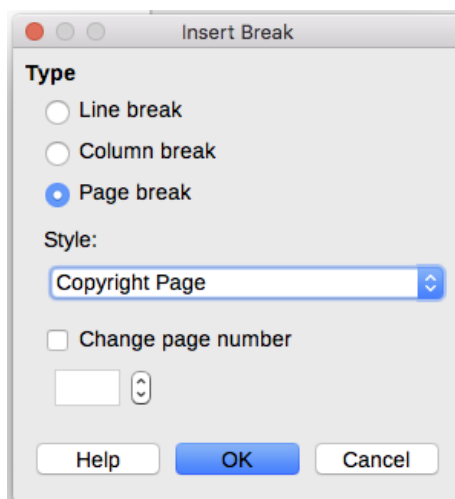 Insert Break
Type
Line break
Column break
Page break
Style:
Copyright Page
Change page number
Help OK Cancel